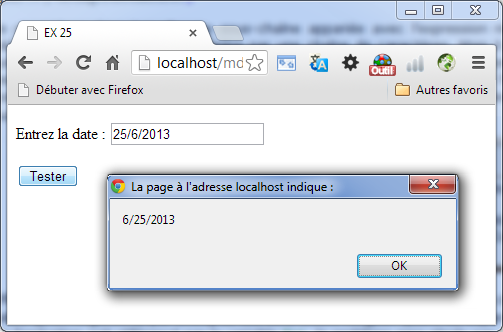 EX 25
localhost/md
Outil
Débuter avec Firefox
Autres favoris
Entrez la date : 25/6/2013
Tester
La page à l'adresse localhost indique :
6/25/2013
OK